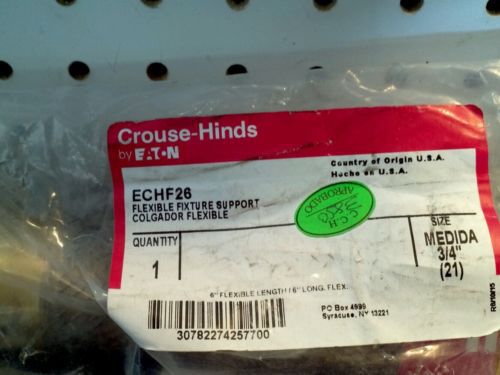 Crouse-Hinds
by EATON
Country of Origin U.S.A.
Hecho en U.S.A.
ECHF26
FLEXIBLE FIXTURE SUPPORT
COLGADOR FLEXIBLE
C.C.H
APROBADO
QUANTITY
1
SIZE
MEDIDA
3/4"
(21)
6" FLEXIBLE LENGTH / 6" LONG. FLEX.
PO Box 4999
Syracuse, NY 13221
30782274257700